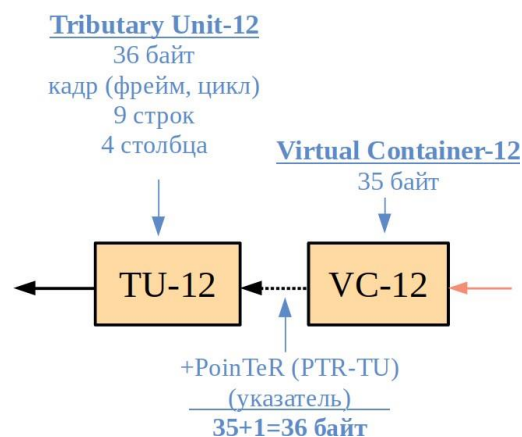 Tributary Unit-12
36 байт
кадр (фрейм, цикл)
9 строк
4 столбца
Virtual Container-12
35 байт
TU-12
VC-12
+PoinTeR (PTR-TU)
(указатель)
35+1=36 байт